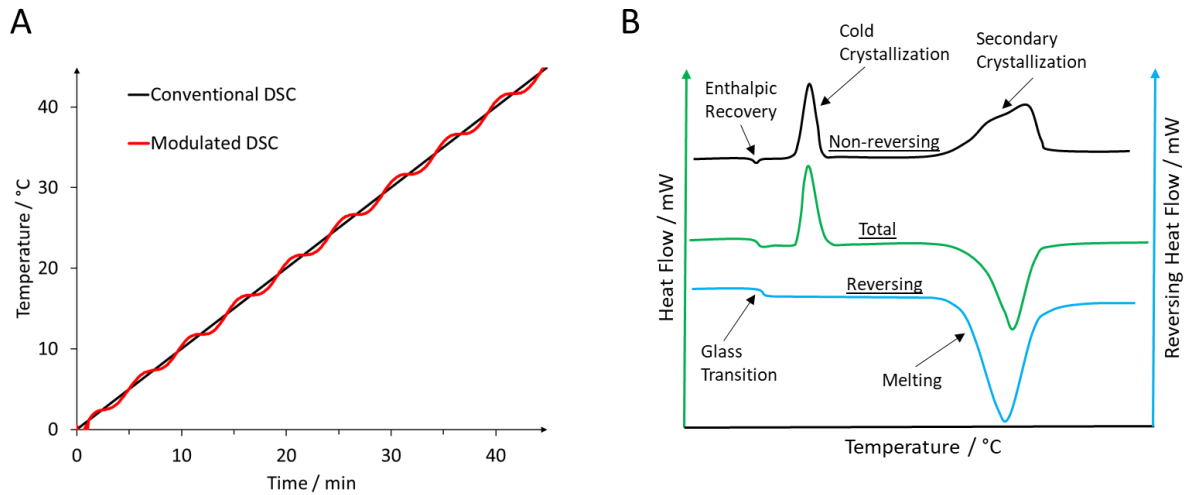 A
Conventional DSC
Modulated DSC
Temperature / °C
40
30
20
10
0
0
10
20
30
40
Time / min
B
Cold
Crystallization
Secondary
Crystallization
Enthalpic
Recovery
Non-reversing
Total
Reversing
Glass
Transition
Melting
Heat Flow / mW
Reversing Heat Flow / mW
Temperature / °C